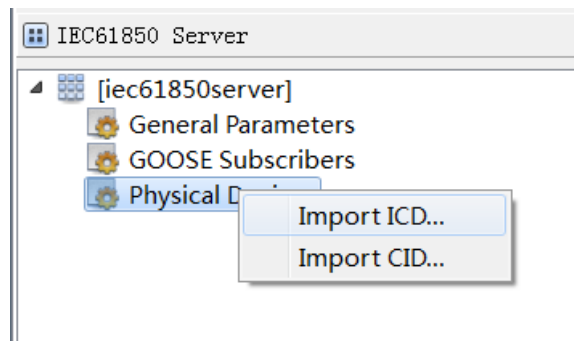 IEC61850 Server
[iec61850server]
General Parameters
GOOSE Subscribers
Physical
Import ICD...
Import CID...